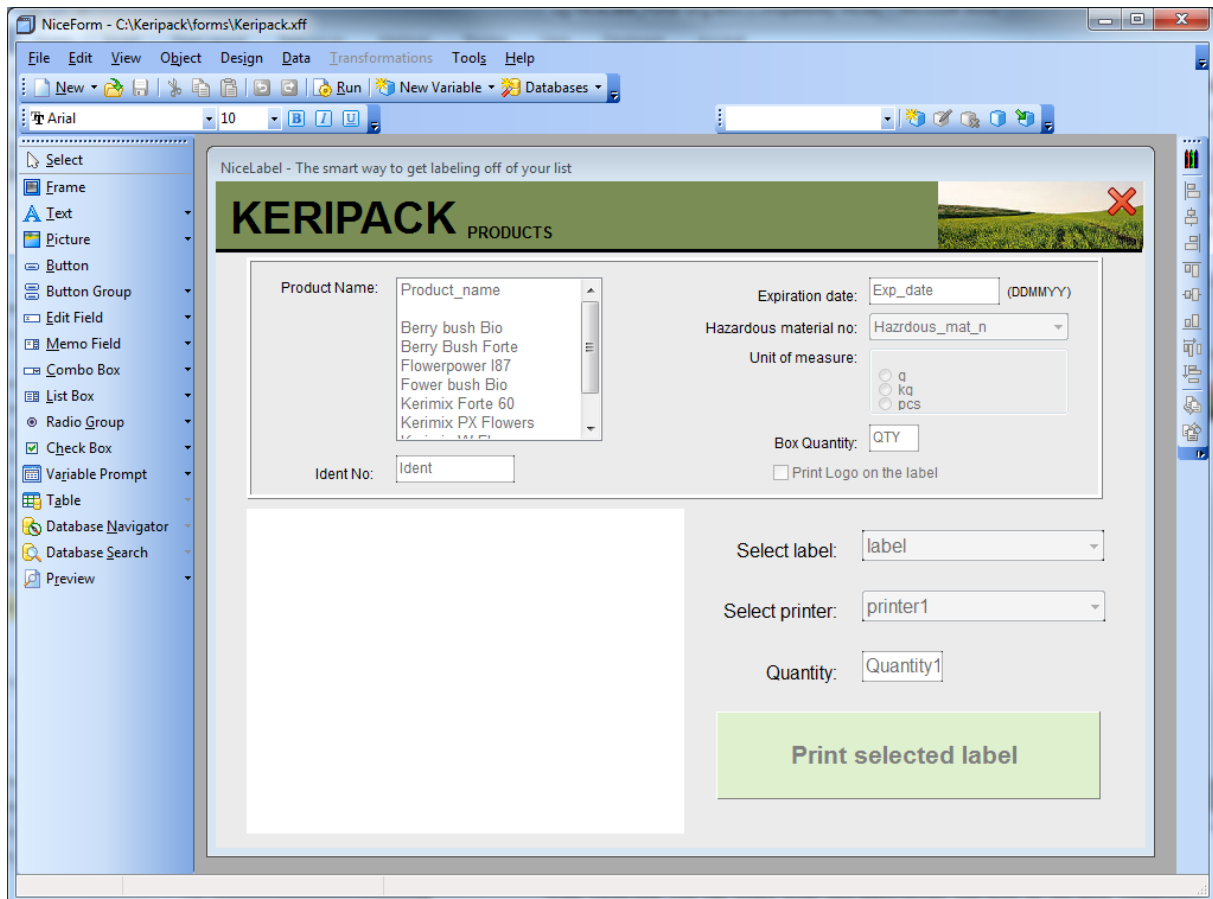 NiceForm - C:\Keripack\forms\Keripack.xff
File Edit View Object Design Data Transformations Tools Help
New Run New Variable Databases
Arial 10 B I U
Select
Frame
Text
Picture
Button
Button Group
Edit Field
Memo Field
Combo Box
List Box
Radio Group
Check Box
Variable Prompt
Table
Database Navigator
Database Search
Preview
NiceLabel - The smart way to get labeling off of your list
KERIPACK PRODUCTS
Product Name: Product_name
Berry bush Bio
Berry Bush Forte
Flowerpower I87
Fower bush Bio
Kerimix Forte 60
Kerimix PX Flowers
Ident No: Ident
Expiration date: Exp_date (DDMMYY)
Hazardous material no: Hazrdous_mat_n
Unit of measure:
g
kg
pcs
Box Quantity: QTY
Print Logo on the label
Select label: label
Select printer: printer1
Quantity: Quantity1
Print selected label